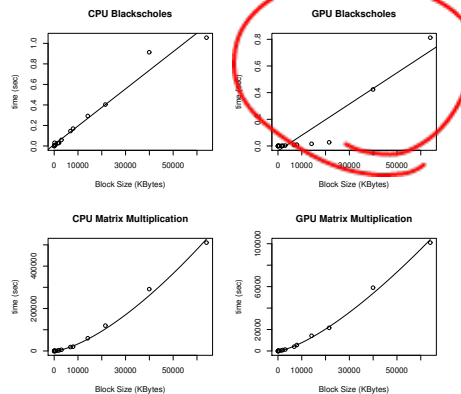 CPU Blackscholes
GPU Blackscholes
time (sec)
0.0 0.2 0.4 0.6 0.8 1.0
0 10000 30000 50000
Block Size (KBytes)
time (sec)
0.0 0.2 0.4 0.6 0.8
0 10000 30000 50000
Block Size (KBytes)
CPU Matrix Multiplication
GPU Matrix Multiplication
time (sec)
0 200000 400000
0 10000 30000 50000
Block Size (KBytes)
time (sec)
0 20000 60000 100000
0 10000 30000 50000
Block Size (KBytes)